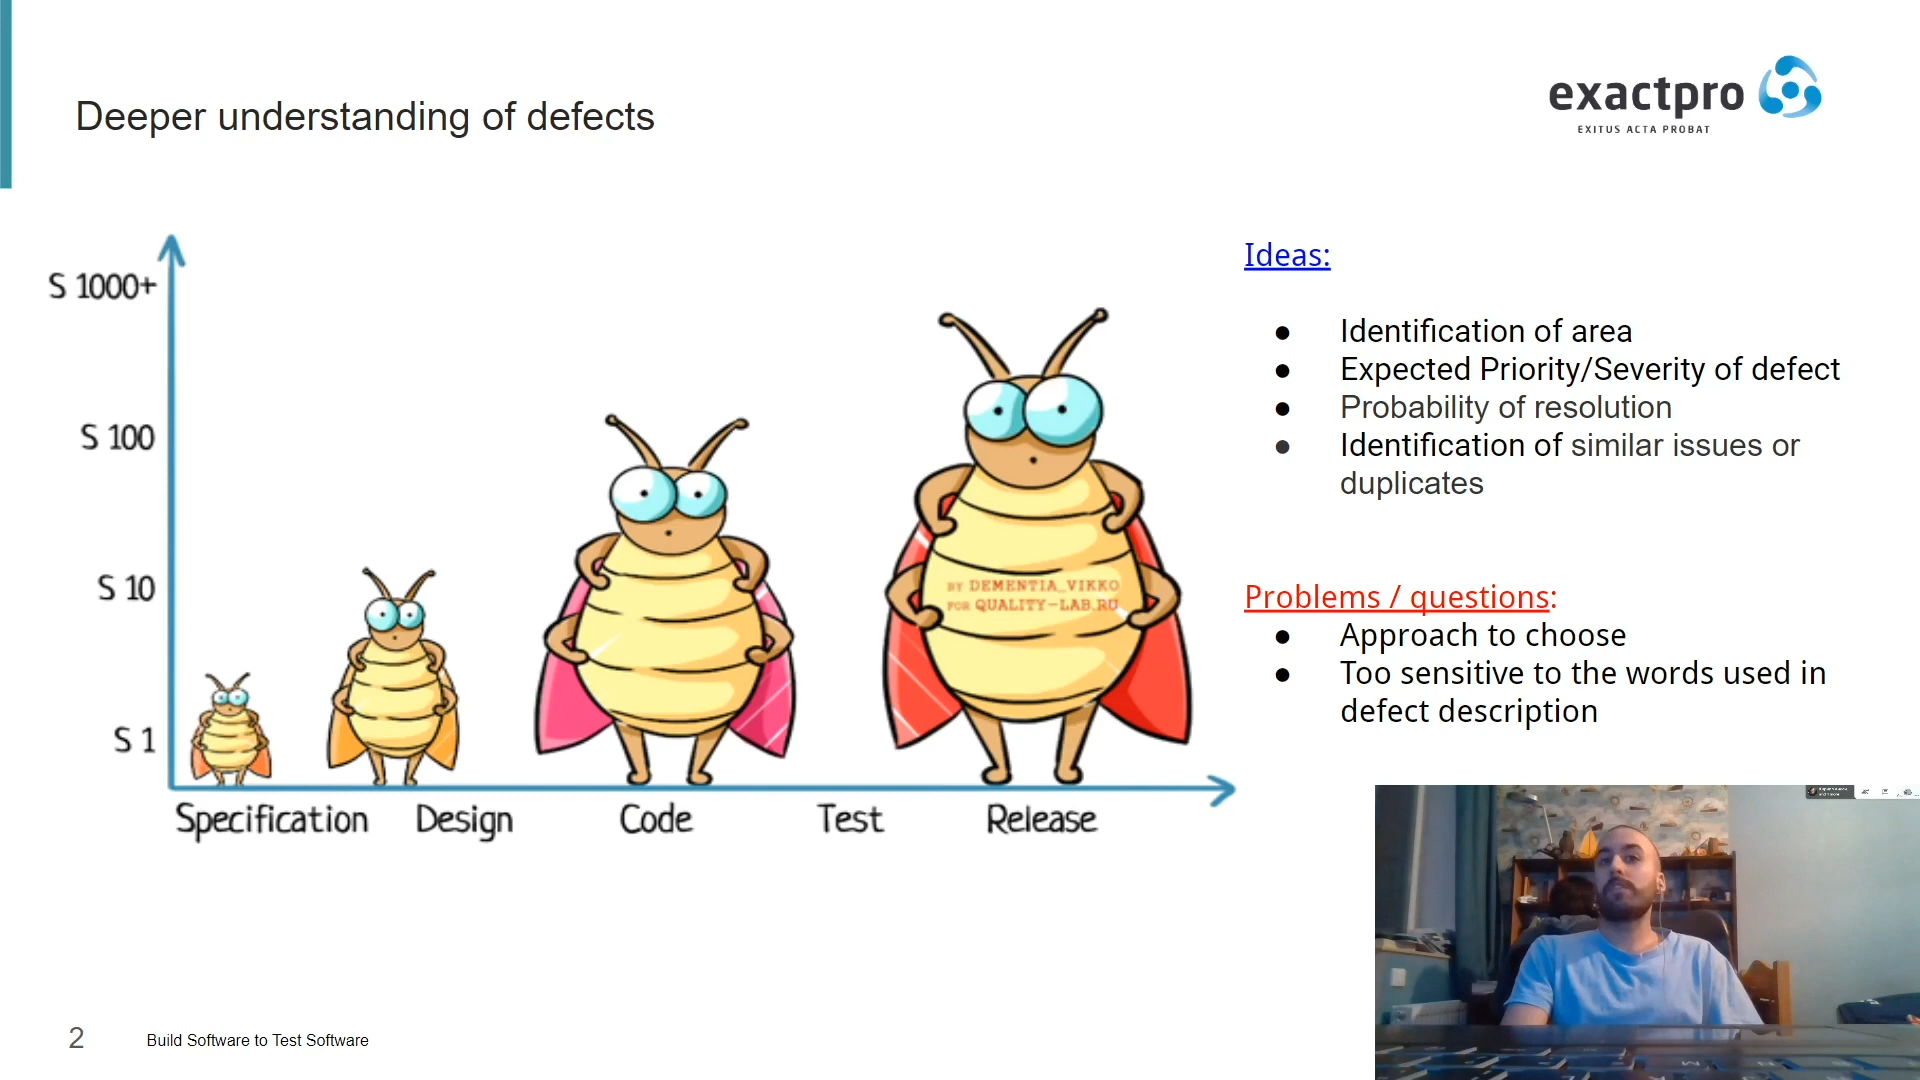 Deeper understanding of defects
exactpro
EXITUS ACTA PROBAT
S 1000+
S 100
S 10
S 1
Specification
Design
Code
Test
Release
BY DEMENTIA_VIKKO
FOR QUALITY-LAB.RU
Ideas:
● Identification of area
● Expected Priority/Severity of defect
● Probability of resolution
● Identification of similar issues or
duplicates
Problems / questions:
● Approach to choose
● Too sensitive to the words used in
defect description
2
Build Software to Test Software